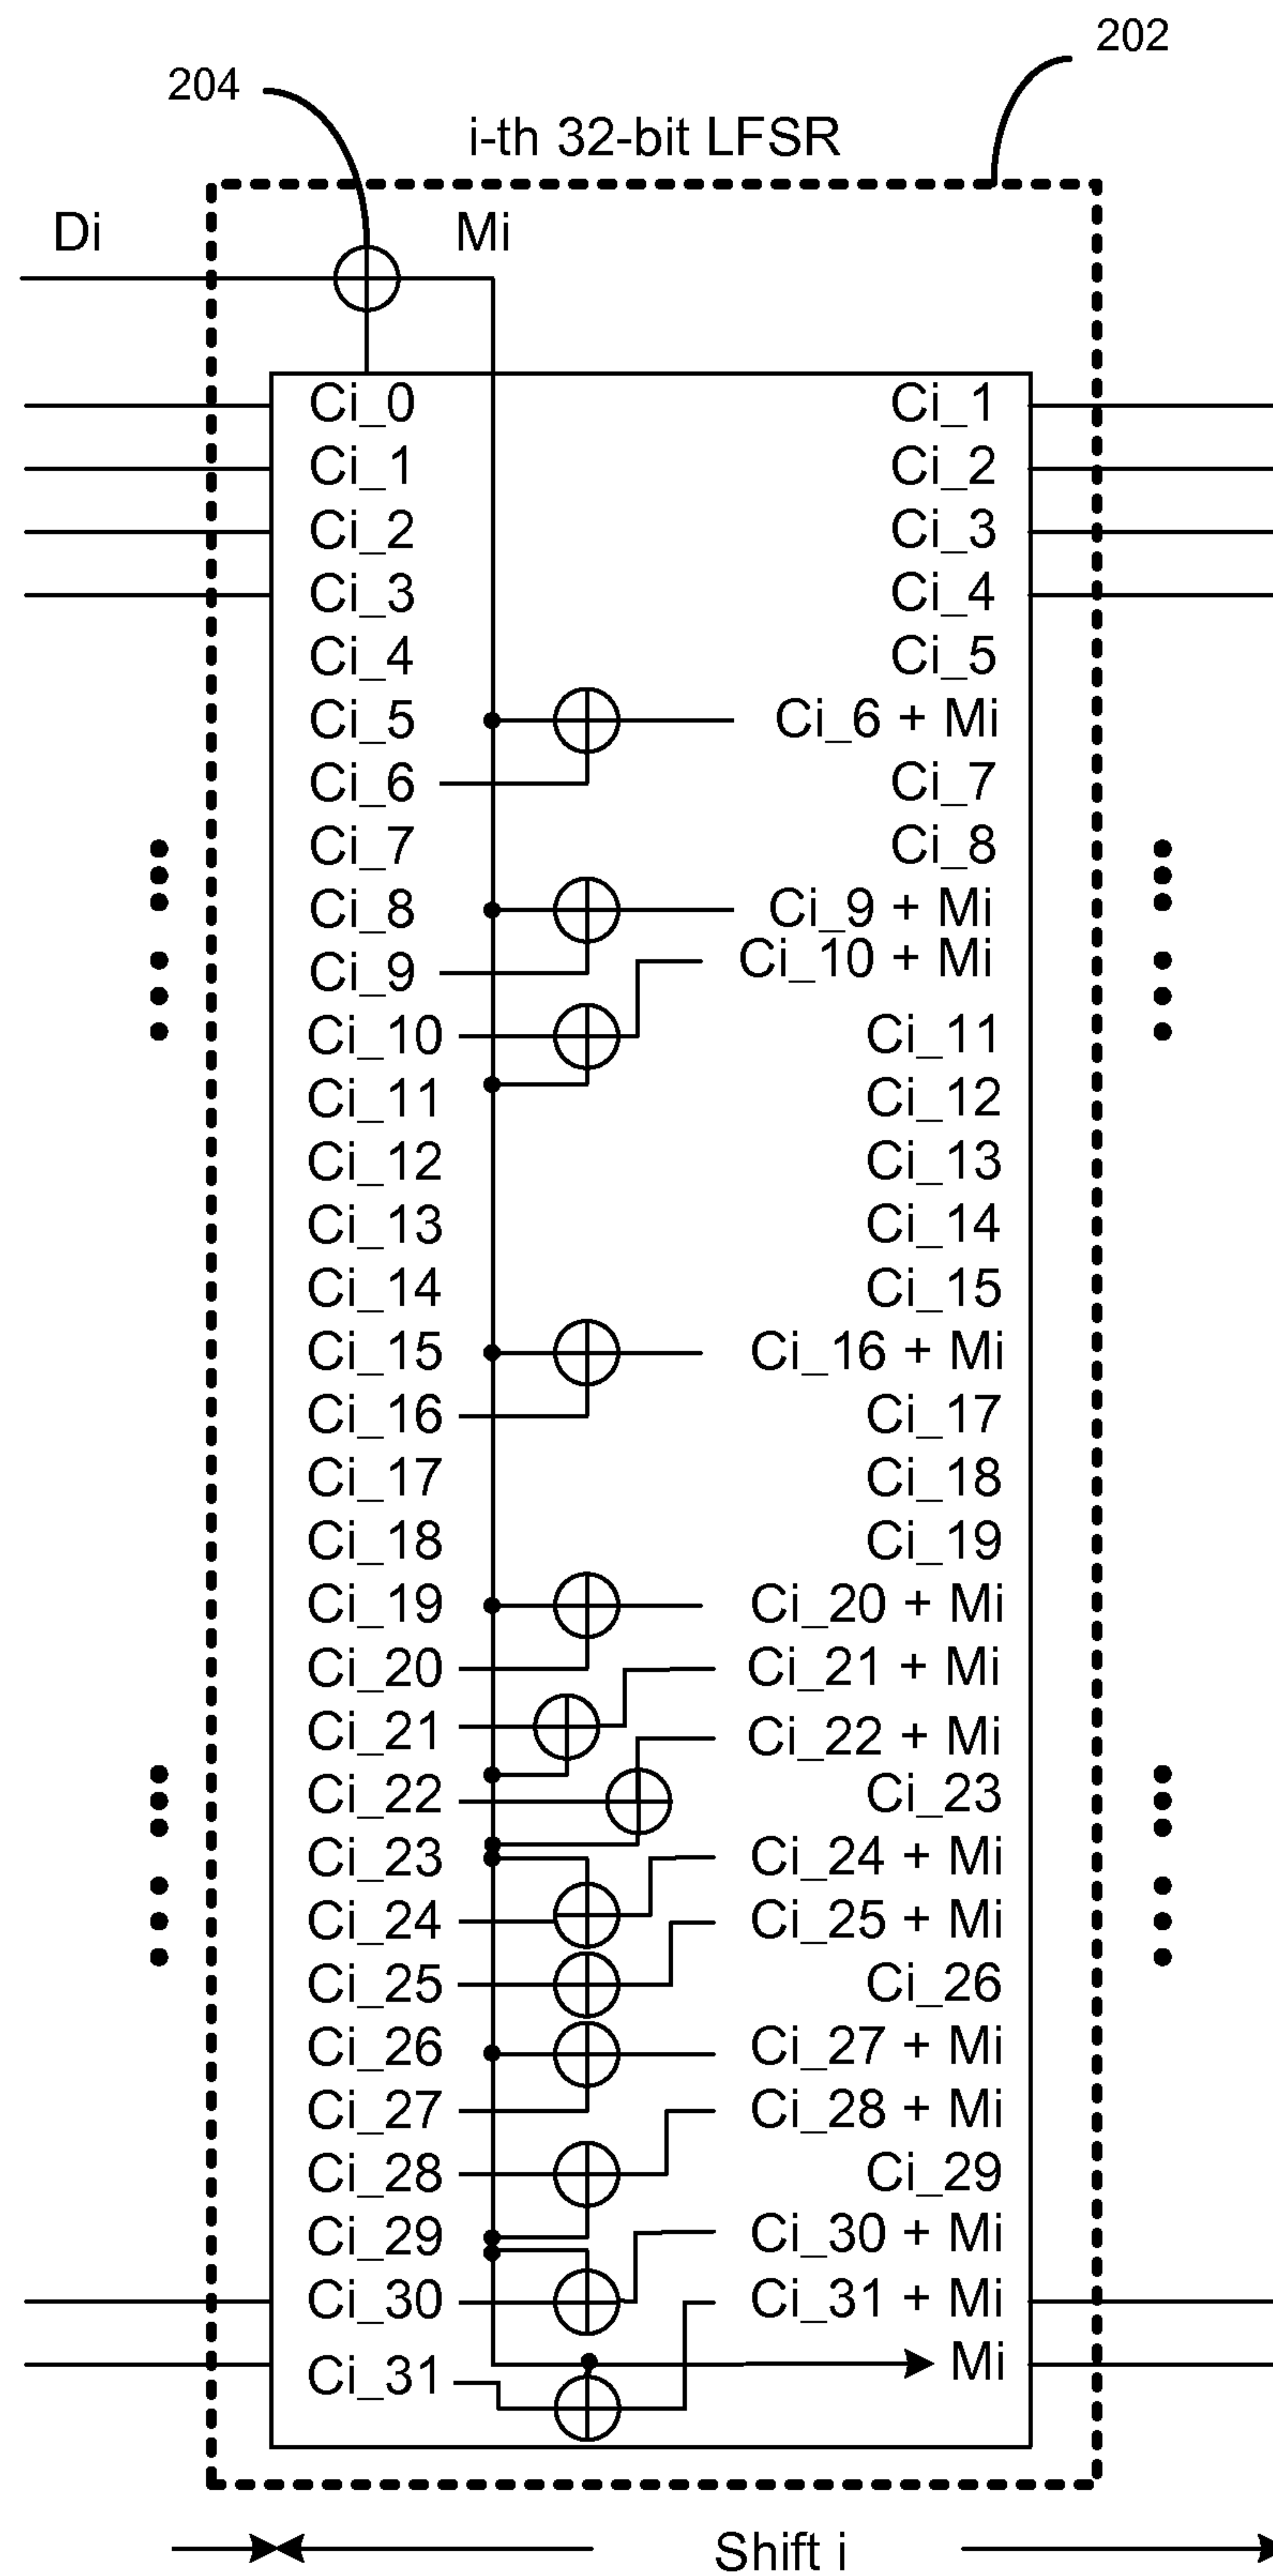 202
204
i-th 32-bit LFSR
Di Mi
Ci_0 Ci_1
Ci_1 Ci_2
Ci_2 Ci_3
Ci_3 Ci_4
Ci_4 Ci_5
Ci_5 Ci_6 + Mi
Ci_6 Ci_7
Ci_7 Ci_8
Ci_8 Ci_9 + Mi
Ci_9 Ci_10 + Mi
Ci_10 Ci_11
Ci_11 Ci_12
Ci_12 Ci_13
Ci_13 Ci_14
Ci_14 Ci_15
Ci_15 Ci_16 + Mi
Ci_16 Ci_17
Ci_17 Ci_18
Ci_18 Ci_19
Ci_19 Ci_20 + Mi
Ci_20 Ci_21 + Mi
Ci_21 Ci_22 + Mi
Ci_22 Ci_23
Ci_23 Ci_24 + Mi
Ci_24 Ci_25 + Mi
Ci_25 Ci_26
Ci_26 Ci_27 + Mi
Ci_27 Ci_28 + Mi
Ci_28 Ci_29
Ci_29 Ci_30 + Mi
Ci_30 Ci_31 + Mi
Ci_31 Mi
Shift i